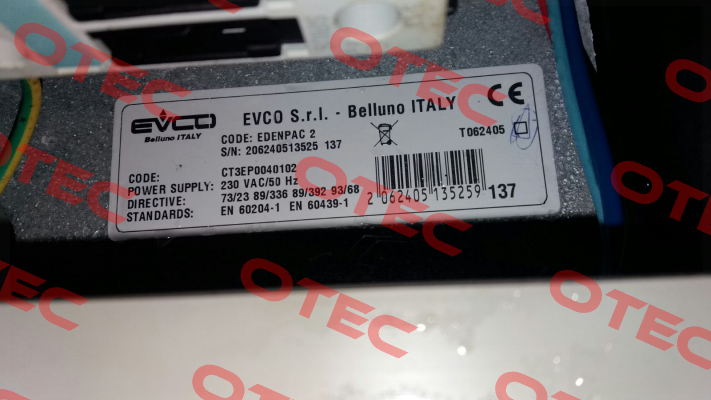 EVCO
Belluno ITALY
EVCO S.r.l. - Belluno ITALY
CE
CODE: EDENPAC 2
S/N: 206240513525 137
T062405
CODE: CT3EP0040102
POWER SUPPLY: 230 VAC/50 Hz
DIRECTIVE: 73/23 89/336 89/392 93/68
STANDARDS: EN 60204-1 EN 60439-1
2 062405 135259 137
OTEC
OTEC
OTEC
OTEC
OTEC
OTEC
OTEC
OTEC